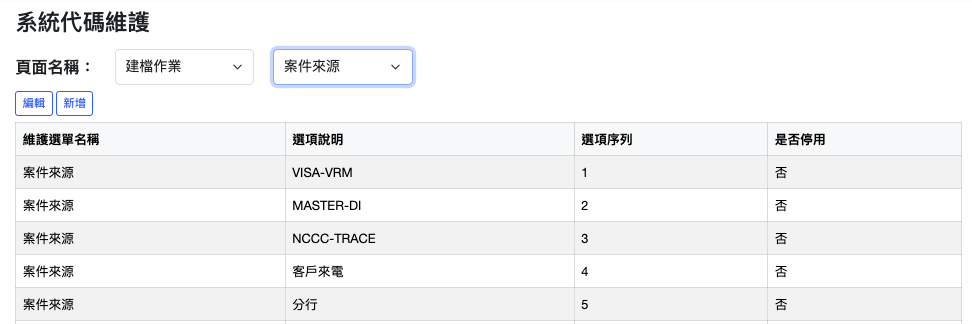 系統代碼維護
頁面名稱： 建檔作業 案件來源
編輯 新增
維護選單名稱 選項說明 選項序列 是否停用
案件來源 VISA-VRM 1 否
案件來源 MASTER-DI 2 否
案件來源 NCCC-TRACE 3 否
案件來源 客戶來電 4 否
案件來源 分行 5 否